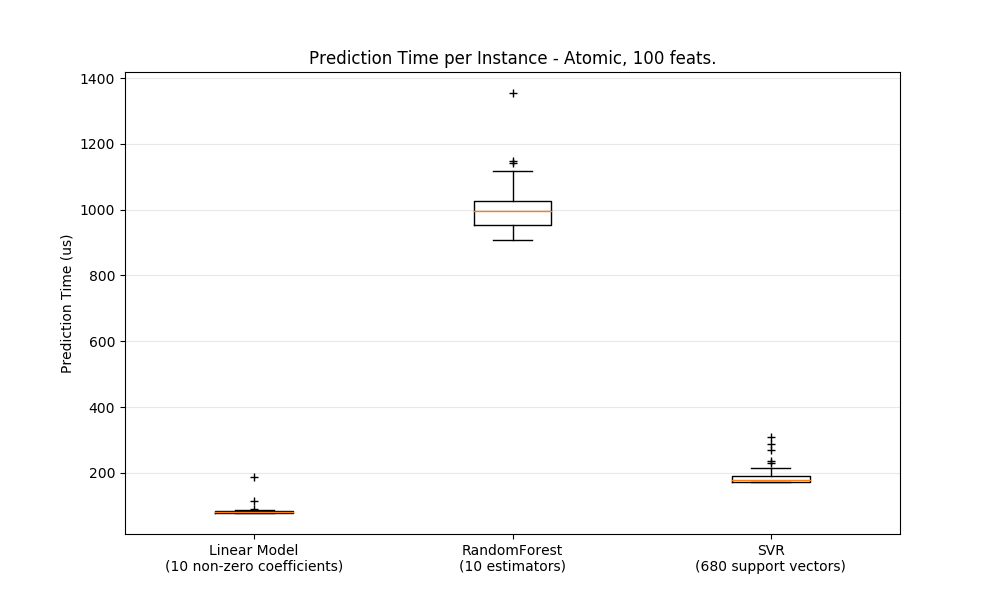 Prediction Time per Instance - Atomic, 100 feats.
1400
1200
1000
800
600
400
200
Prediction Time (us)
Linear Model
(10 non-zero coefficients)
RandomForest
(10 estimators)
SVR
(680 support vectors)